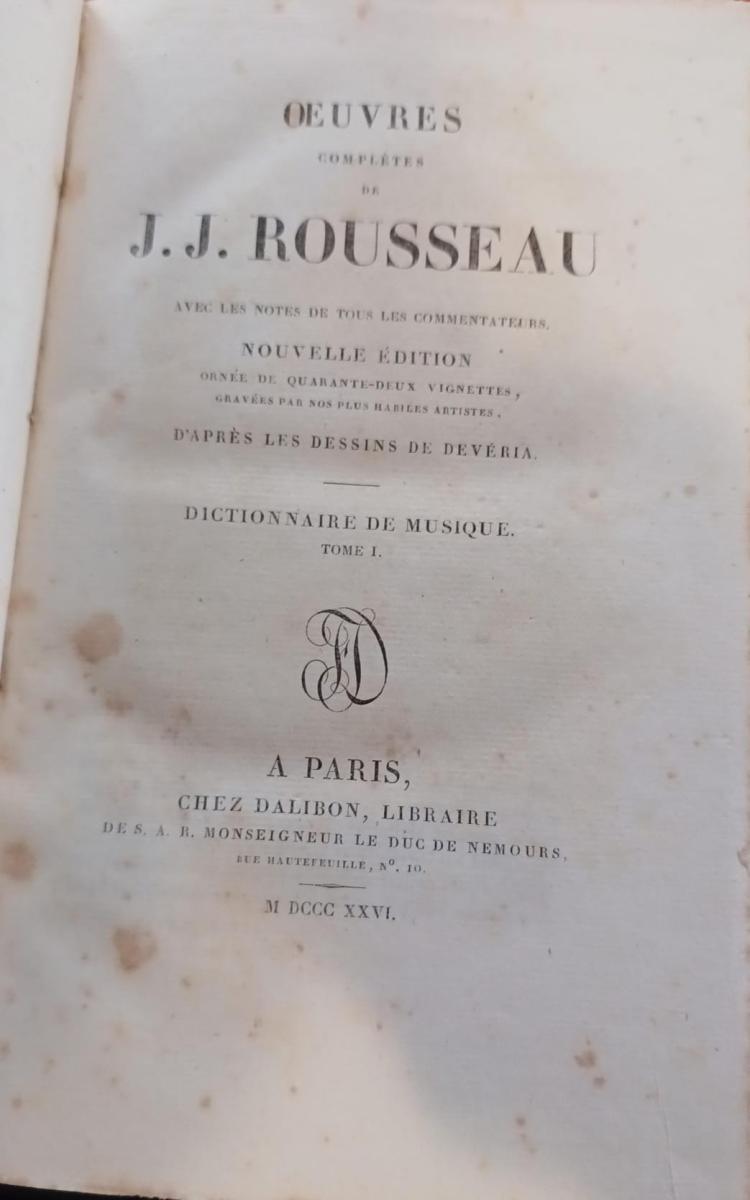 OEUVRES
COMPLÈTES
DE
J. J. ROUSSEAU
AVEC LES NOTES DE TOUS LES COMMENTATEURS.
NOUVELLE ÉDITION
ORNÉE DE QUARANTE-DEUX VIGNETTES,
GRAVÉES PAR NOS PLUS HABILES ARTISTES,
D'APRÈS LES DESSINS DE DEVÉRIA.
DICTIONNAIRE DE MUSIQUE.
TOME I.
A PARIS,
CHEZ DALIBON, LIBRAIRE
DE S. A. R. MONSEIGNEUR LE DUC DE NEMOURS,
RUE HAUTEFEUILLE, Nº. 10.
M DCCC XXVI.